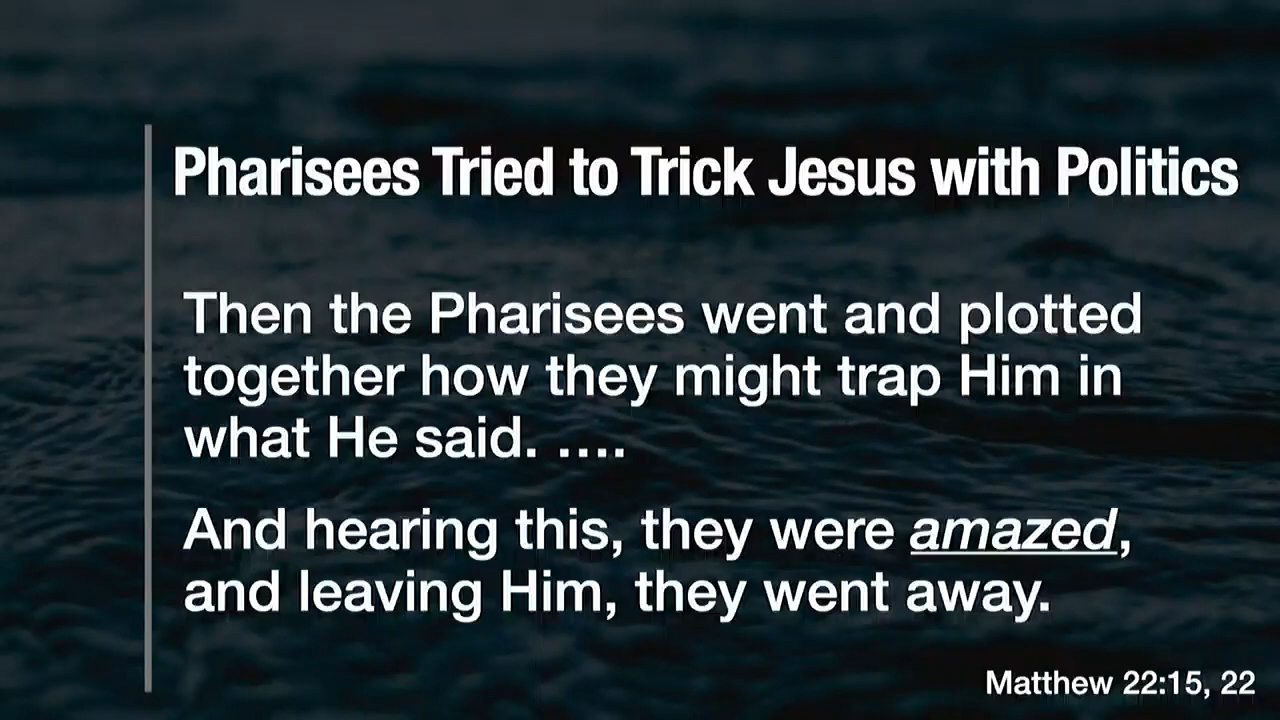 Pharisees Tried to Trick Jesus with Politics
Then the Pharisees went and plotted
together how they might trap Him in
what He said. ....
And hearing this, they were amazed,
and leaving Him, they went away.
Matthew 22:15, 22